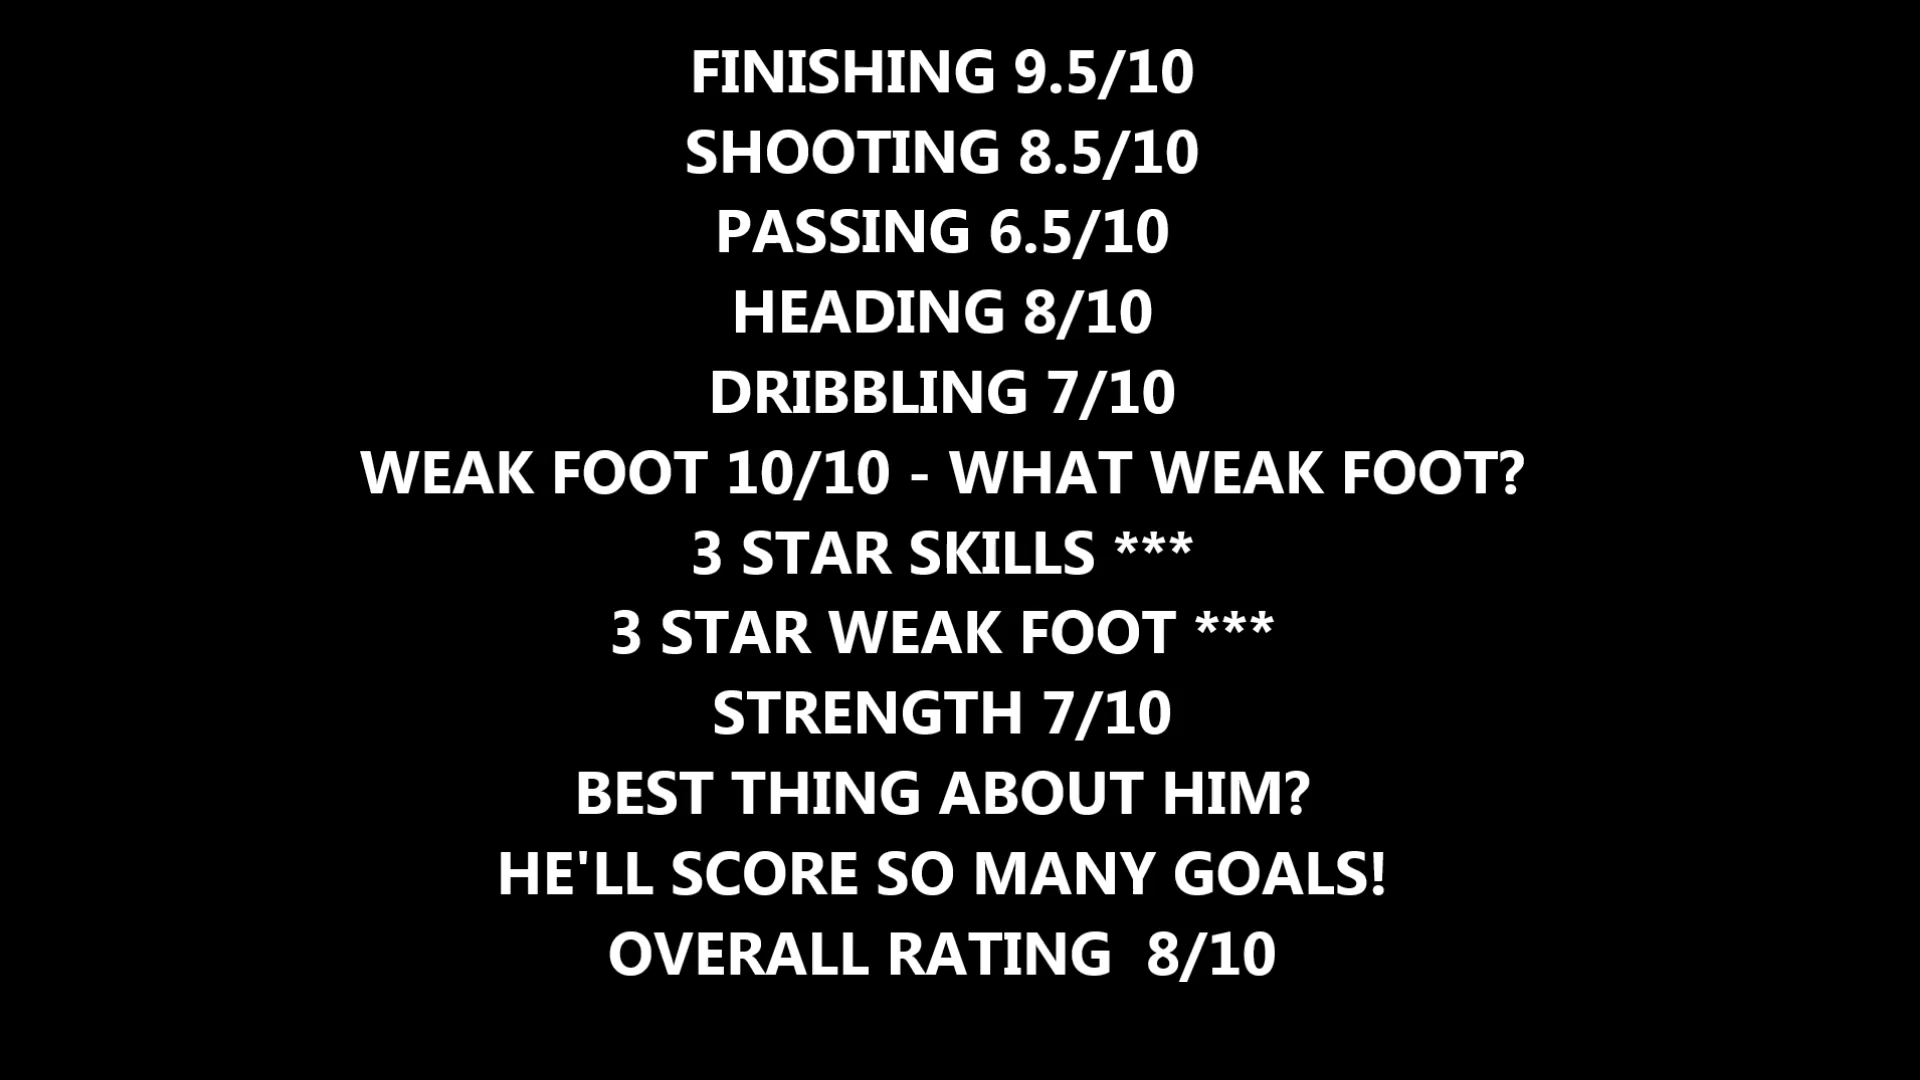 FINISHING 9.5/10
SHOOTING 8.5/10
PASSING 6.5/10
HEADING 8/10
DRIBBLING 7/10
WEAK FOOT 10/10 - WHAT WEAK FOOT?
3 STAR SKILLS ***
3 STAR WEAK FOOT ***
STRENGTH 7/10
BEST THING ABOUT HIM?
HE'LL SCORE SO MANY GOALS!
OVERALL RATING  8/10